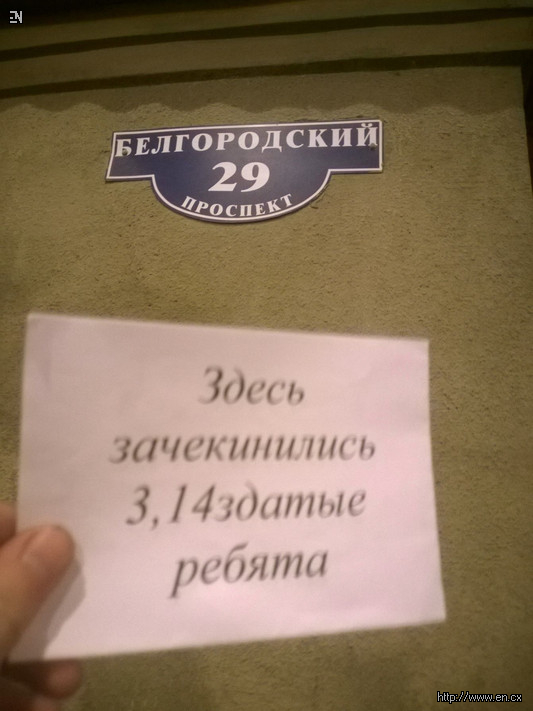 EN
БЕЛГОРОДСКИЙ
29
ПРОСПЕКТ
Здесь
зачекинились
3,14здатые
ребята
http://www.en.cx